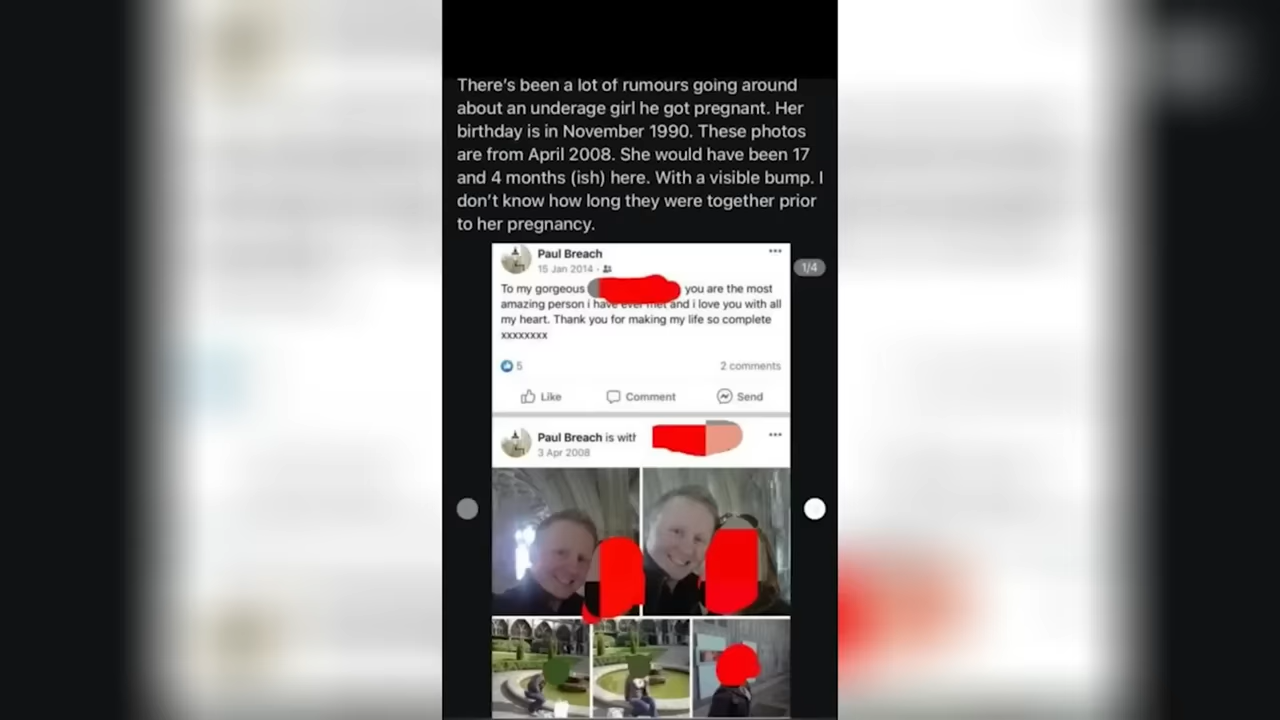 There's been a lot of rumours going around
about an underage girl he got pregnant. Her
birthday is in November 1990. These photos
are from April 2008. She would have been 17
and 4 months (ish) here. With a visible bump. I
don't know how long they were together prior
to her pregnancy.
Paul Breach
15 Jan 2014
1/4
To my gorgeous you are the most
amazing person i have ever met and i love you with all
my heart. Thank you for making my life so complete
xxxxxxxx
5
2 comments
Like Comment Send
Paul Breach is with
3 Apr 2008